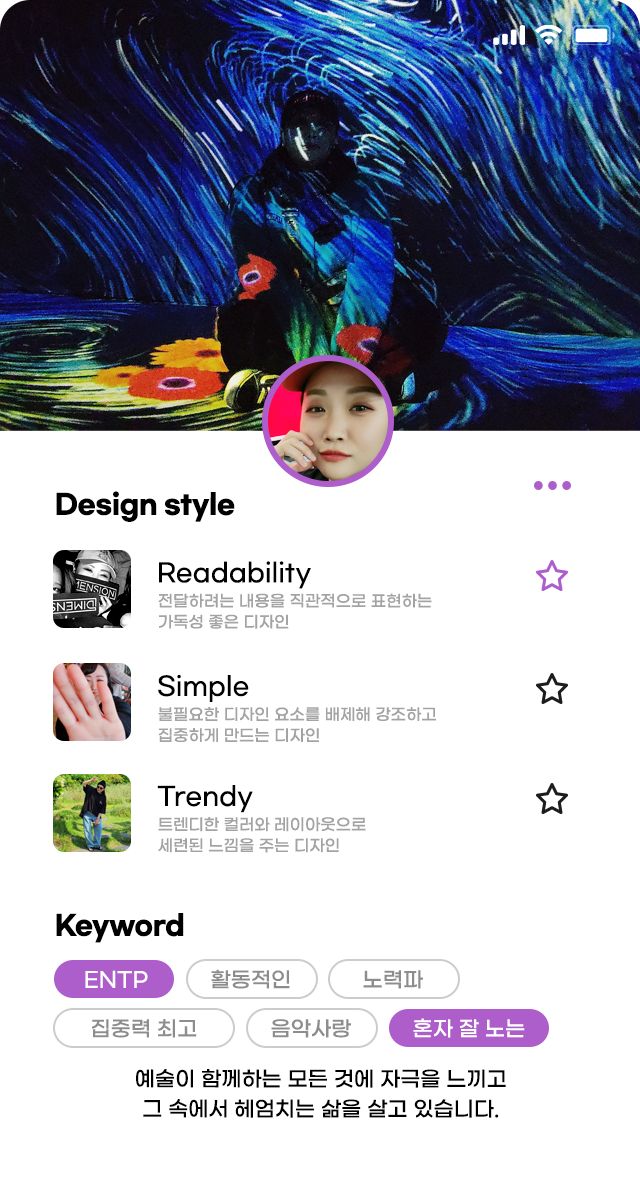 Design style
Readability
전달하려는 내용을 직관적으로 표현하는
가독성 좋은 디자인
Simple
불필요한 디자인 요소를 배제해 강조하고
집중하게 만드는 디자인
Trendy
트렌디한 컬러와 레이아웃으로
세련된 느낌을 주는 디자인
Keyword
ENTP 활동적인 노력파
집중력 최고 음악사랑 혼자 잘 노는
예술이 함께하는 모든 것에 자극을 느끼고
그 속에서 헤엄치는 삶을 살고 있습니다.